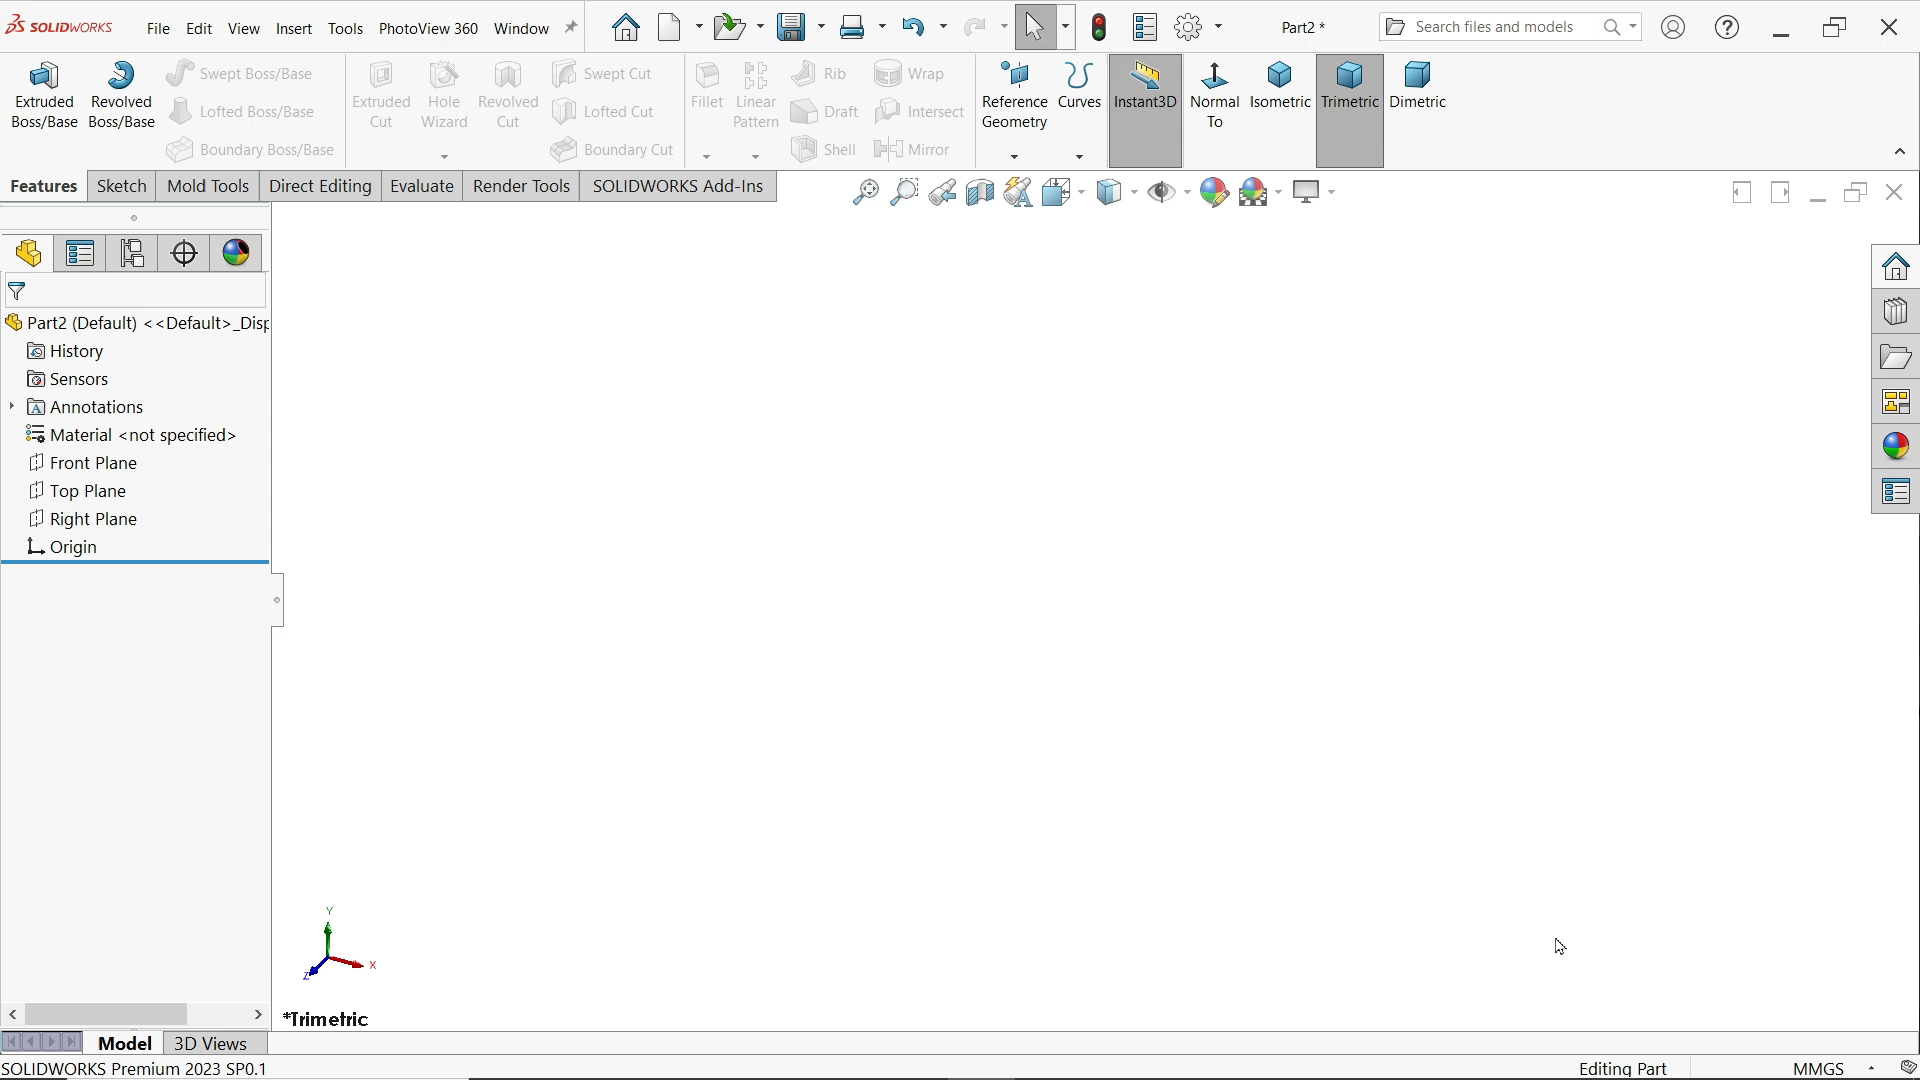 SOLIDWORKS File Edit View Insert Tools PhotoView 360 Window Part2 * Search files and models
Extruded Boss/Base
Revolved Boss/Base
Swept Boss/Base
Lofted Boss/Base
Boundary Boss/Base
Extruded Cut
Hole Wizard
Revolved Cut
Swept Cut
Lofted Cut
Boundary Cut
Fillet
Linear Pattern
Rib
Draft
Shell
Wrap
Intersect
Mirror
Reference Geometry
Curves
Instant3D
Normal To
Isometric
Trimetric
Dimetric
Features Sketch Mold Tools Direct Editing Evaluate Render Tools SOLIDWORKS Add-Ins
Part2 (Default) <<Default>_Disp
History
Sensors
Annotations
Material <not specified>
Front Plane
Top Plane
Right Plane
Origin
Y
X
Z
*Trimetric
Model 3D Views
SOLIDWORKS Premium 2023 SP0.1 Editing Part MMGS